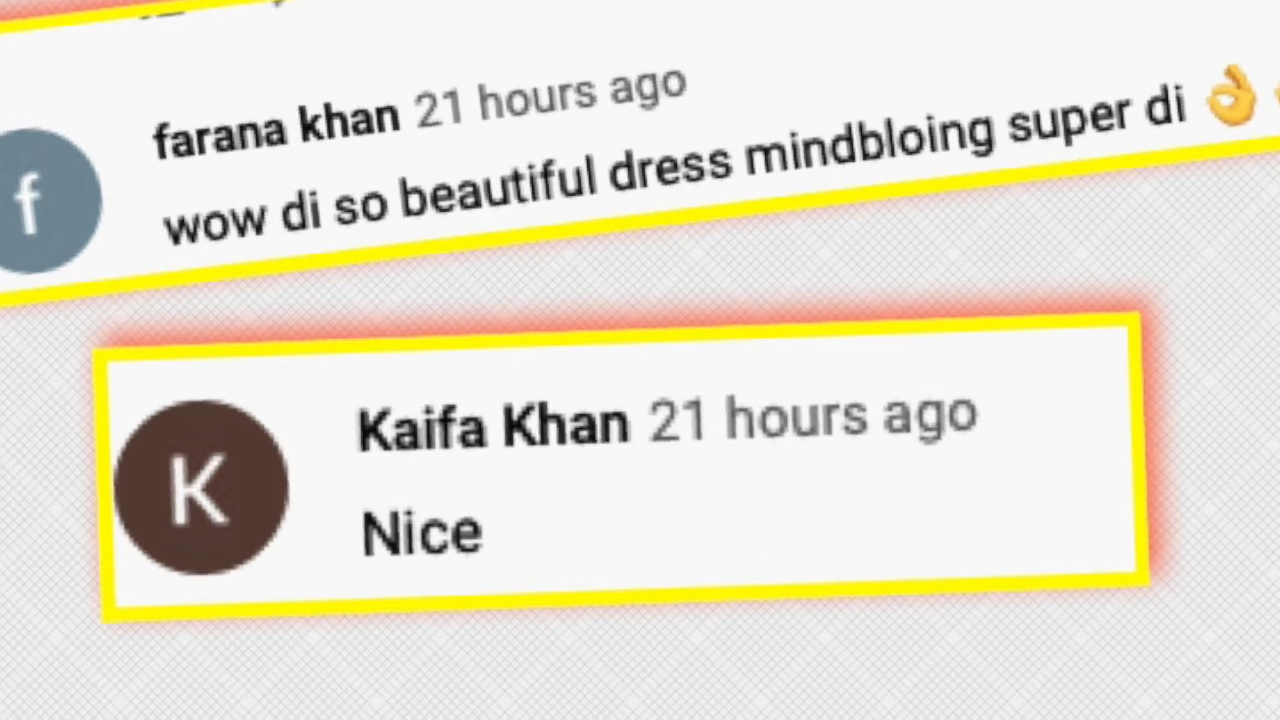 farana khan 21 hours ago
f
wow di so beautiful dress mindbloing super di 👌
Kaifa Khan 21 hours ago
K
Nice